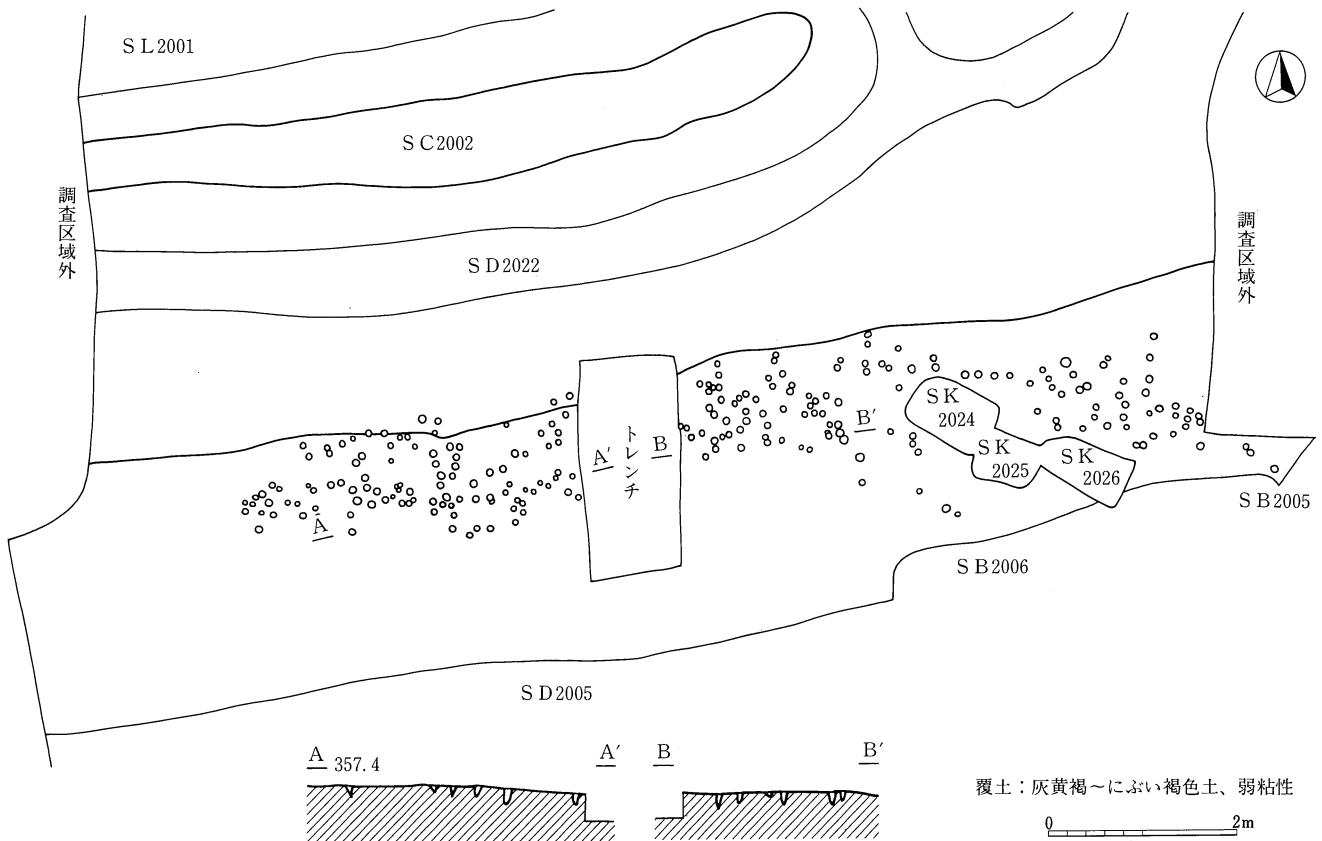 SL2001
SC2002
調査区域外
SD2022
調査区域外
SK
2024
B′
トレンチ
B
A′
SK
2025
SK
2026
A
SB2005
SB2006
SD2005
A 357.4
A′
B
B′
覆土：灰黄褐～にぶい褐色土、弱粘性
0 2m